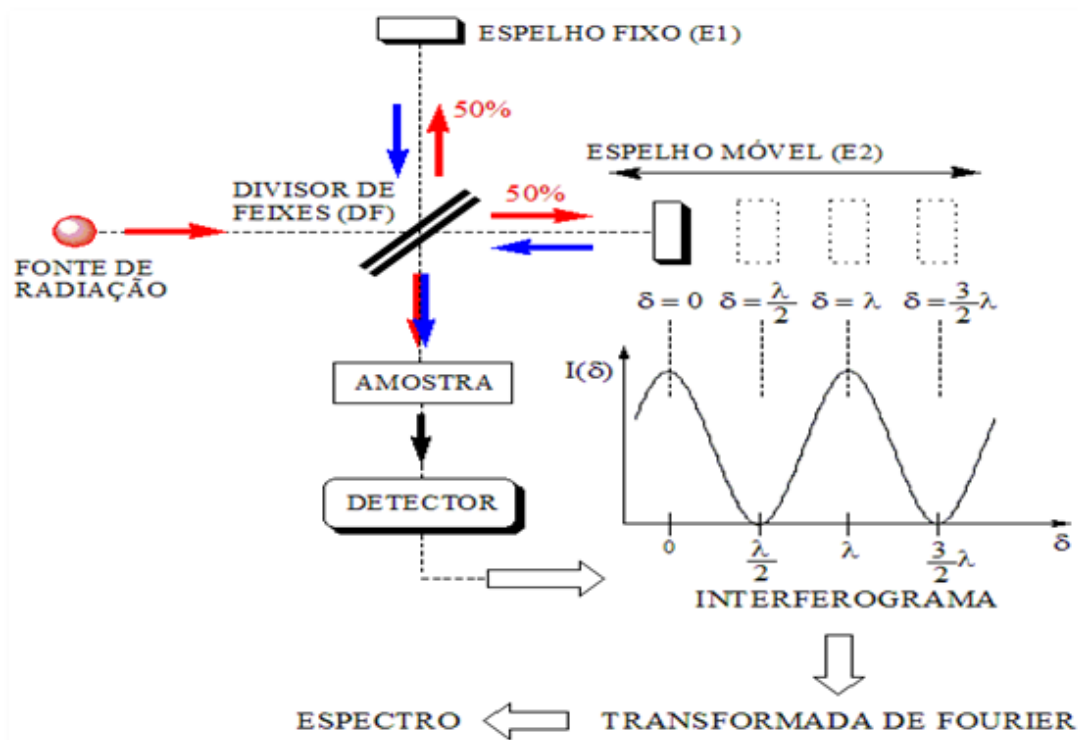 ESPELHO FIXO (E1)
50%
ESPELHO MÓVEL (E2)
DIVISOR DE
FEIXES (DF)
50%
FONTE DE
RADIAÇÃO
δ = 0
δ = λ/2
δ = λ
δ = 3/2 λ
AMOSTRA
I(δ)
DETECTOR
0
λ/2
λ
3/2 λ
δ
INTERFEROGRAMA
ESPECTRO
TRANSFORMADA DE FOURIER